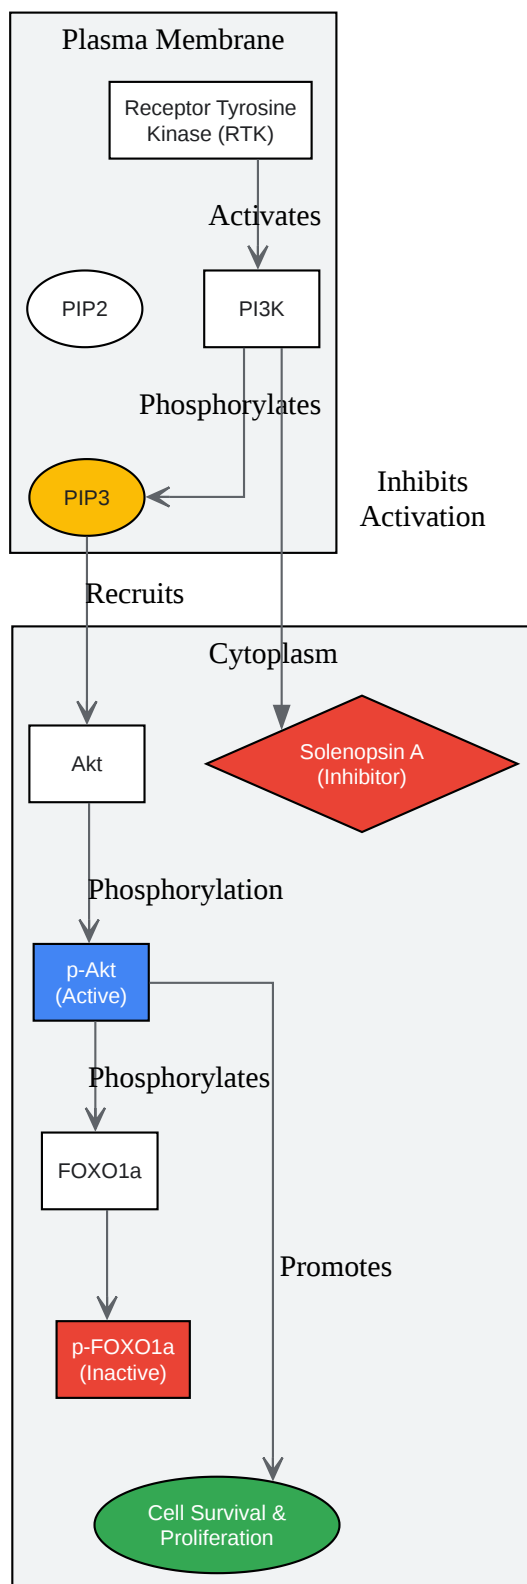 Plasma Membrane
Receptor Tyrosine
Kinase (RTK)
Activates
PIP2
PI3K
Phosphorylates
PIP3
Inhibits
Activation
Recruits
Cytoplasm
Akt
Solenopsin A
(Inhibitor)
Phosphorylation
p-Akt
(Active)
Phosphorylates
FOXO1a
Promotes
p-FOXO1a
(Inactive)
Cell Survival &
Proliferation